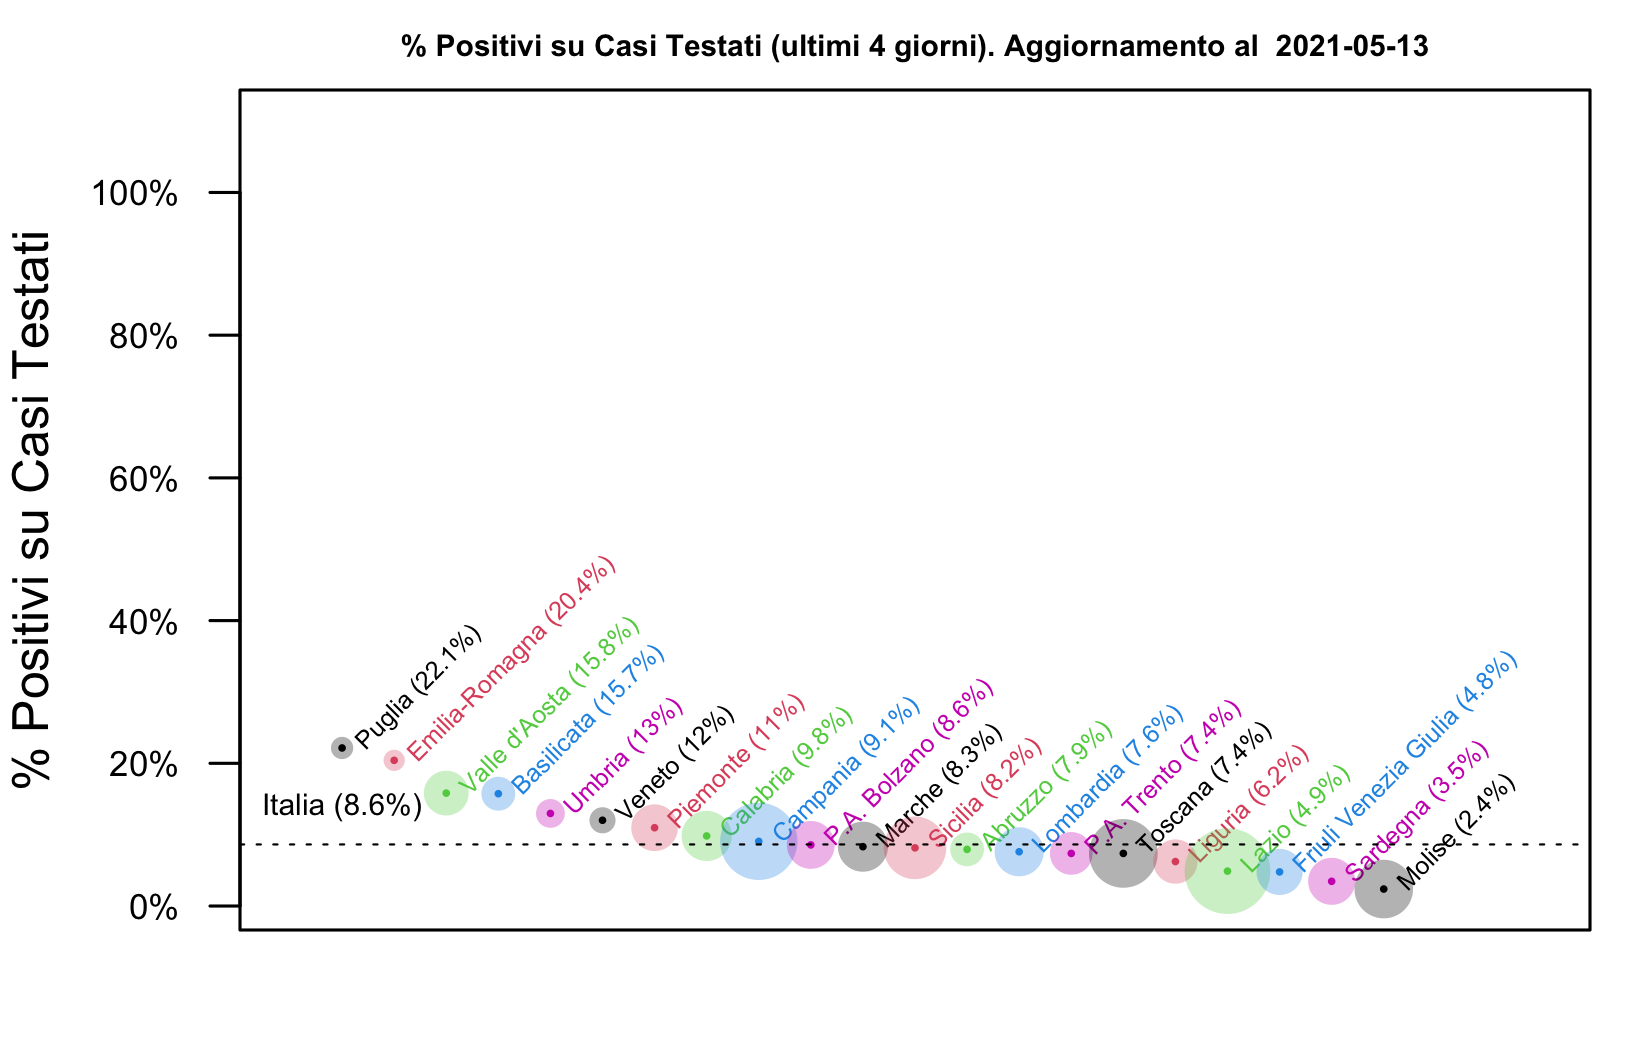 % Positivi su Casi Testati (ultimi 4 giorni). Aggiornamento al  2021-05-13
% Positivi su Casi Testati
100%
80%
60%
40%
20%
0%
Italia (8.6%)
Puglia (22.1%)
Emilia-Romagna (20.4%)
Valle d'Aosta (15.8%)
Basilicata (15.7%)
Umbria (13%)
Veneto (12%)
Piemonte (11%)
Calabria (9.8%)
Campania (9.1%)
P.A. Bolzano (8.6%)
Marche (8.3%)
Sicilia (8.2%)
Abruzzo (7.9%)
Lombardia (7.6%)
P.A. Trento (7.4%)
Toscana (7.4%)
Liguria (6.2%)
Lazio (4.9%)
Friuli Venezia Giulia (4.8%)
Sardegna (3.5%)
Molise (2.4%)